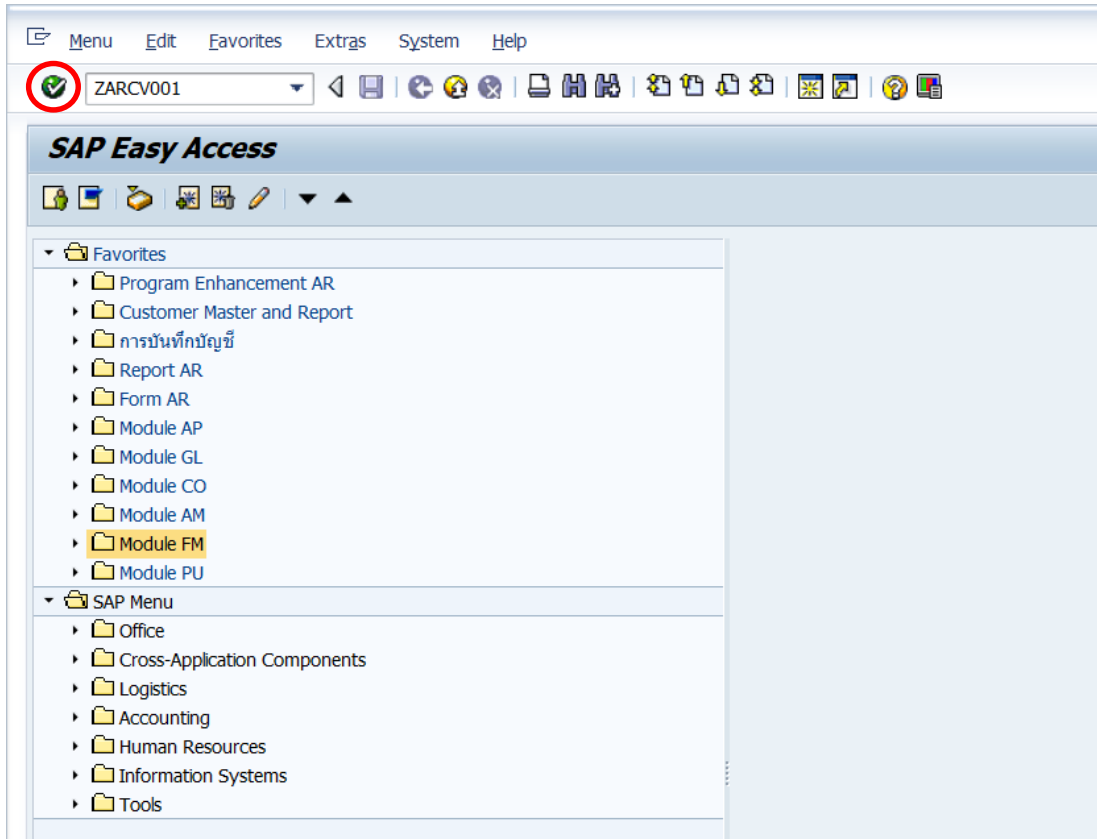 Menu Edit Favorites Extras System Help
ZARCV001
SAP Easy Access
Favorites
Program Enhancement AR
Customer Master and Report
การบันทึกบัญชี
Report AR
Form AR
Module AP
Module GL
Module CO
Module AM
Module FM
Module PU
SAP Menu
Office
Cross-Application Components
Logistics
Accounting
Human Resources
Information Systems
Tools